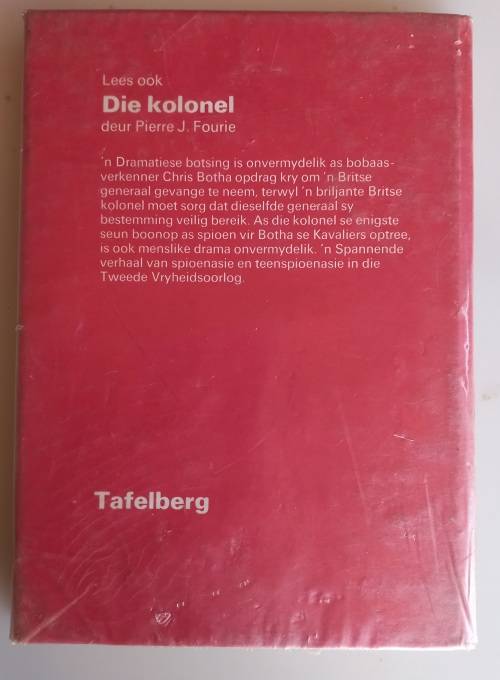 Lees ook
Die kolonel
deur Pierre J. Fourie
'n Dramatiese botsing is onvermydelik as bobaas-
verkenner Chris Botha opdrag kry om 'n Britse
generaal gevange te neem, terwyl 'n briljante Britse
kolonel moet sorg dat dieselfde generaal sy
bestemming veilig bereik. As die kolonel se enigste
seun boonop as spioen vir Botha se Kavaliers optree,
is ook menslike drama onvermydelik. 'n Spannende
verhaal van spioenasie en teenspioenasie in die
Tweede Vryheidsoorlog.
Tafelberg